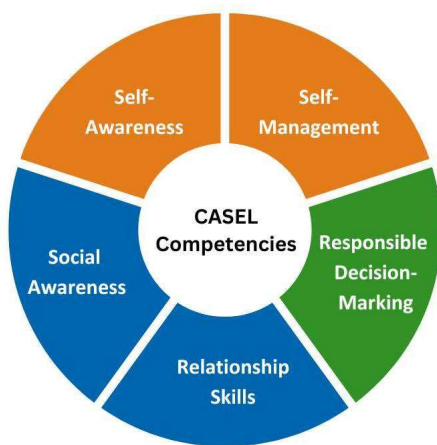 Self-
Awareness
Self-
Management
CASEL
Competencies
Social
Awareness
Responsible
Decision-
Marking
Relationship
Skills